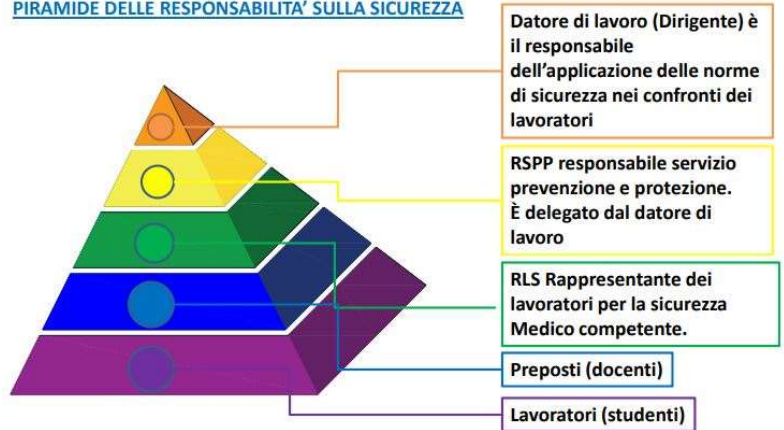 PIRAMIDE DELLE RESPONSABILITA’ SULLA SICUREZZA
Datore di lavoro (Dirigente) è
il responsabile
dell’applicazione delle norme
di sicurezza nei confronti dei
lavoratori
RSPP responsabile servizio
prevenzione e protezione.
È delegato dal datore di
lavoro
RLS Rappresentante dei
lavoratori per la sicurezza
Medico competente.
Preposti (docenti)
Lavoratori (studenti)